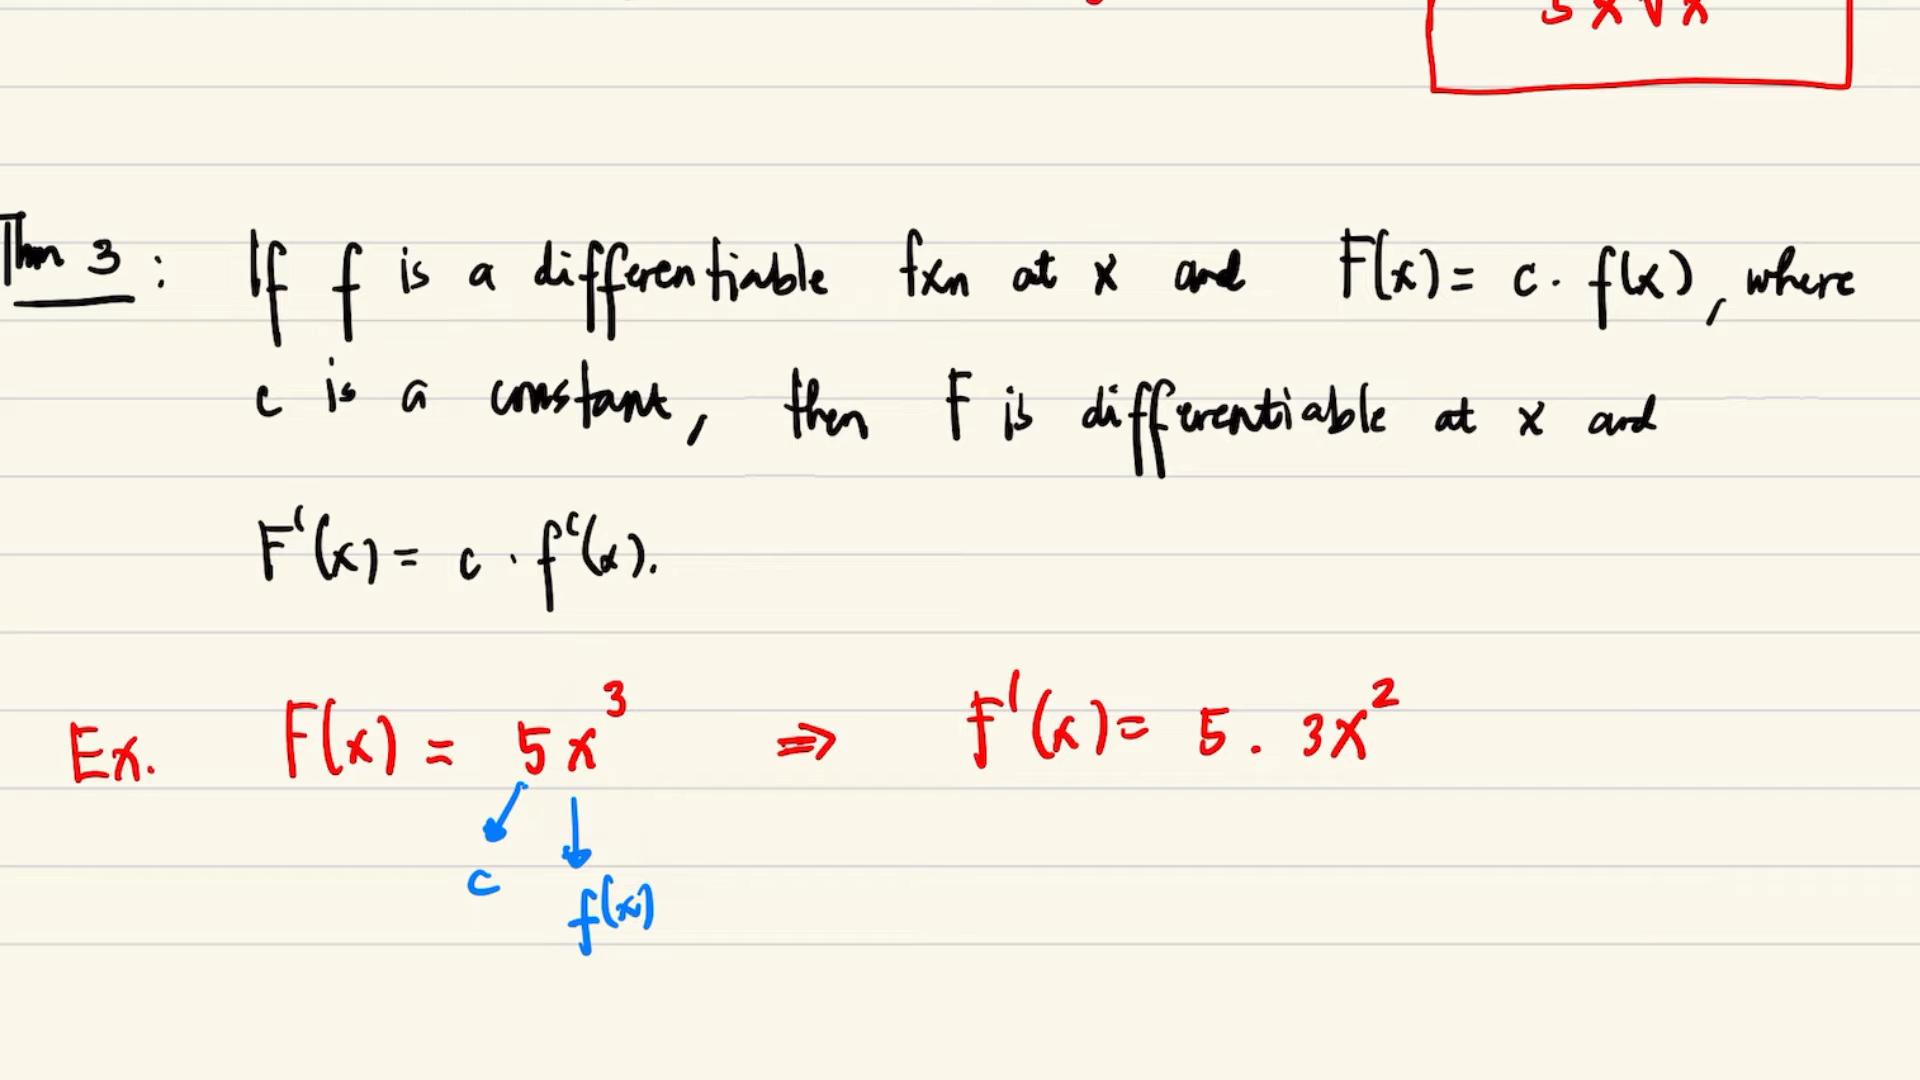 3x√x
Thm 3: If f is a differentiable fxn at x and F(x) = c · f(x), where
c is a constant, then F is differentiable at x and
F'(x) = c · f'(x).
Ex. F(x) = 5x³ ⇒ F'(x) = 5 · 3x²
c f(x)